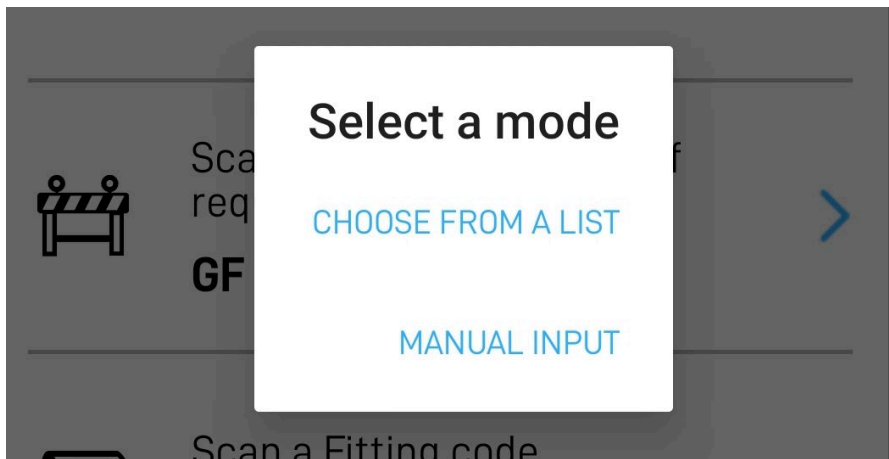 Select a mode
Sca
f
req
CHOOSE FROM A LIST
GF
MANUAL INPUT
Scan a Fitting code